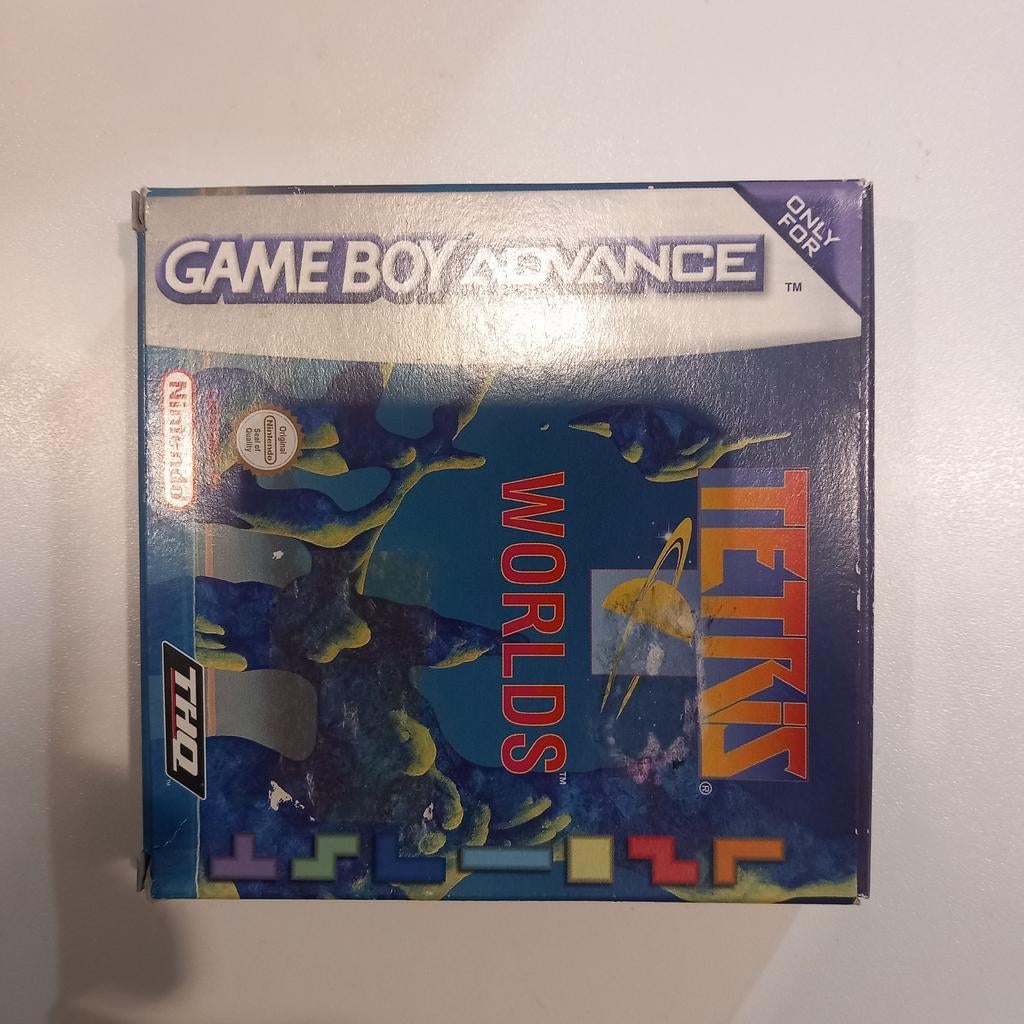 GAME BOY ADVANCE
™
ONLY
FOR
TETRiS
®
WORLDS
™
Original
Nintendo
Seal of
Quality
Nintendo
THQ